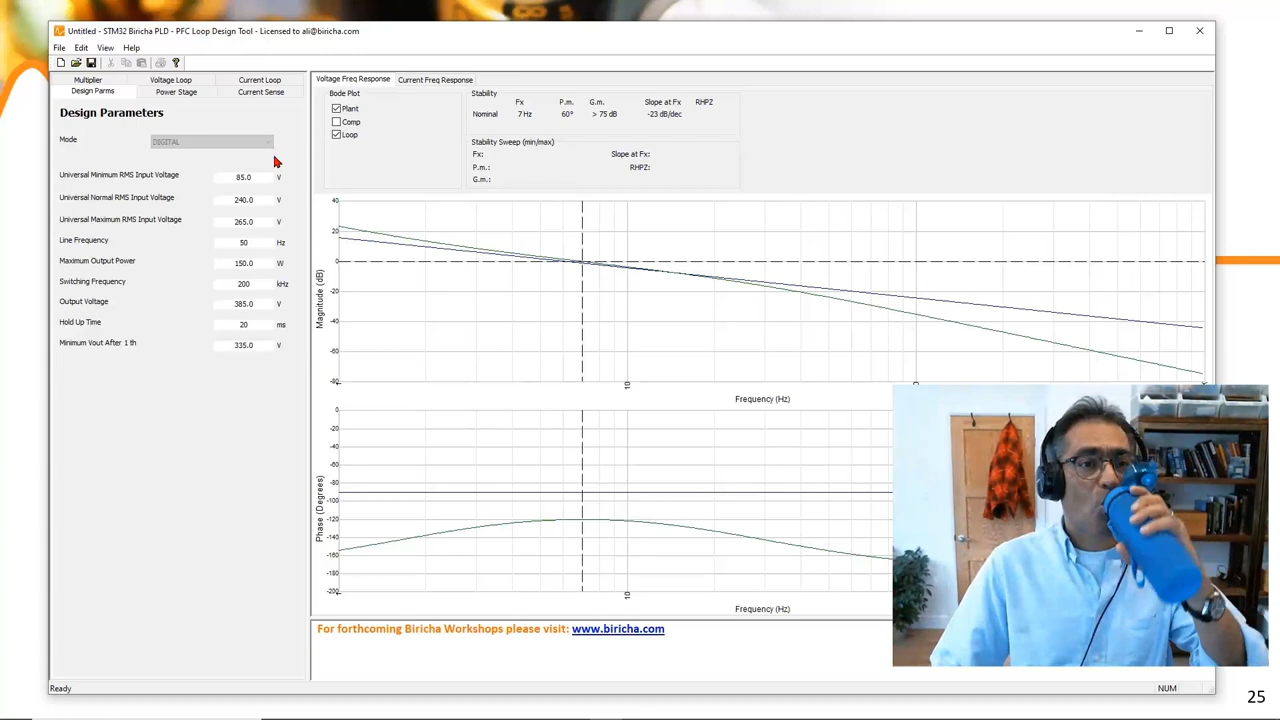 Untitled - STM32 Biricha PLD - PFC Loop Design Tool - Licensed to ali@biricha.com
File Edit View Help
Multiplier Voltage Loop Current Loop
Design Parms Power Stage Current Sense
Design Parameters
Mode DIGITAL
Universal Minimum RMS Input Voltage 85.0 V
Universal Normal RMS Input Voltage 240.0 V
Universal Maximum RMS Input Voltage 265.0 V
Line Frequency 50 Hz
Maximum Output Power 150.0 W
Switching Frequency 200 kHz
Output Voltage 385.0 V
Hold Up Time 20 ms
Minimum Vout After 1 th 335.0 V
Voltage Freq Response Current Freq Response
Bode Plot
Plant
Comp
Loop
Stability
Fx P.m. G.m. Slope at Fx RHPZ
Nominal 7 Hz 60° > 75 dB -23 dB/dec
Stability Sweep (min/max)
Fx: Slope at Fx:
P.m.: RHPZ:
G.m.:
Magnitude (dB)
40
20
0
-20
-40
-60
-80
10
Frequency (Hz)
Phase (Degrees)
0
-20
-40
-60
-80
-100
-120
-140
-160
-180
-200
10
Frequency (Hz)
For forthcoming Biricha Workshops please visit: www.biricha.com
Ready NUM
25